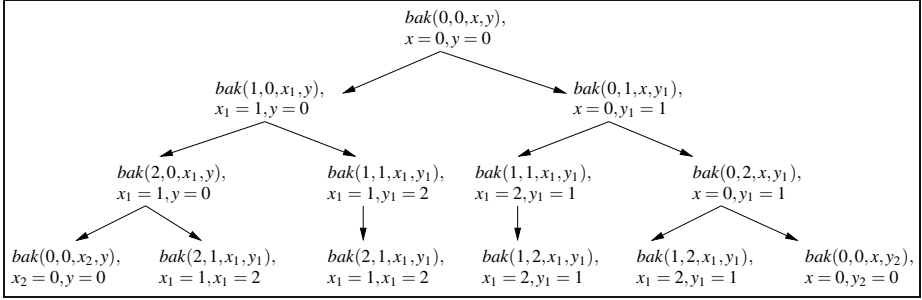 bak(0,0,x,y),
x = 0,y = 0
bak(1,0,x₁,y),
x₁ = 1,y = 0
bak(0,1,x,y₁),
x = 0,y₁ = 1
bak(2,0,x₁,y),
x₁ = 1,y = 0
bak(1,1,x₁,y₁),
x₁ = 1,y₁ = 2
bak(1,1,x₁,y₁),
x₁ = 2,y₁ = 1
bak(0,2,x,y₁),
x = 0,y₁ = 1
bak(0,0,x₂,y),
x₂ = 0,y = 0
bak(2,1,x₁,y₁),
x₁ = 1,x₁ = 2
bak(2,1,x₁,y₁),
x₁ = 1,x₁ = 2
bak(1,2,x₁,y₁),
x₁ = 2,y₁ = 1
bak(1,2,x₁,y₁),
x₁ = 2,y₁ = 1
bak(0,0,x,y₂),
x = 0,y₂ = 0